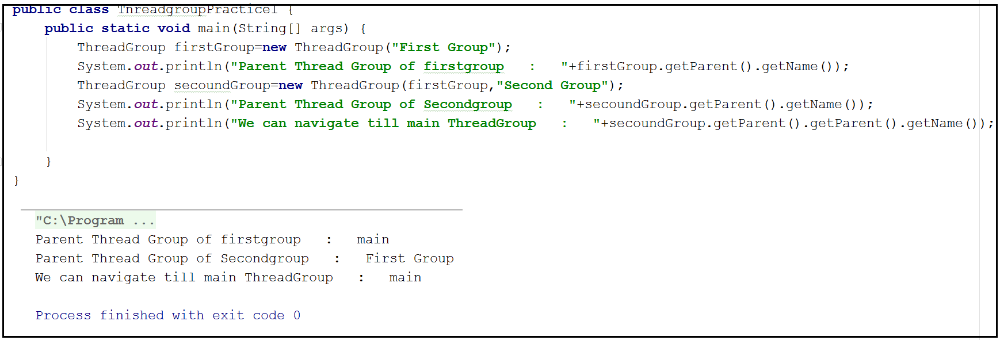 public class ThreadgroupPractice1 {
    public static void main(String[] args) {
        ThreadGroup firstGroup=new ThreadGroup("First Group");
        System.out.println("Parent Thread Group of firstgroup   :   "+firstGroup.getParent().getName());
        ThreadGroup secoundGroup=new ThreadGroup(firstGroup,"Second Group");
        System.out.println("Parent Thread Group of Secondgroup   :   "+secoundGroup.getParent().getName());
        System.out.println("We can navigate till main ThreadGroup   :   "+secoundGroup.getParent().getParent().getName());
    }
}
"C:\Program ...
Parent Thread Group of firstgroup   :   main
Parent Thread Group of Secondgroup   :   First Group
We can navigate till main ThreadGroup   :   main
Process finished with exit code 0